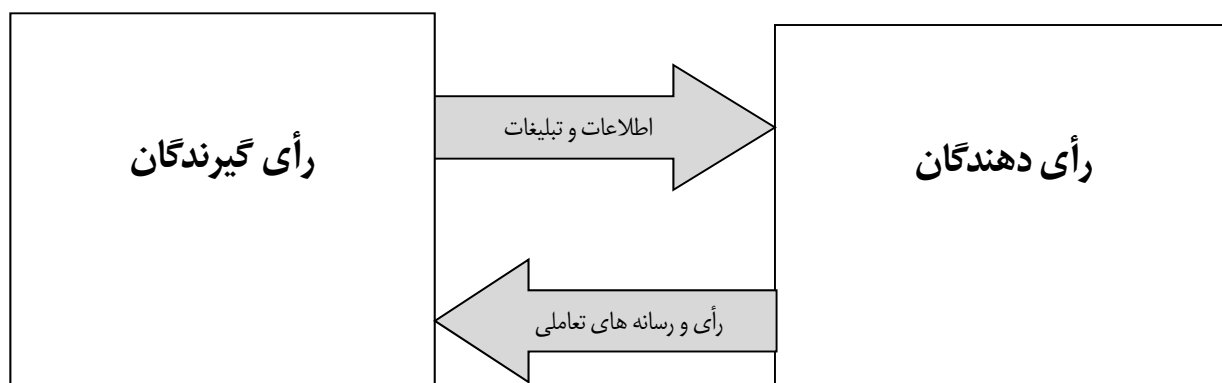 رأی دهندگان
اطلاعات و تبلیغات
رأی گیرندگان
رأی و رسانه های تعاملی